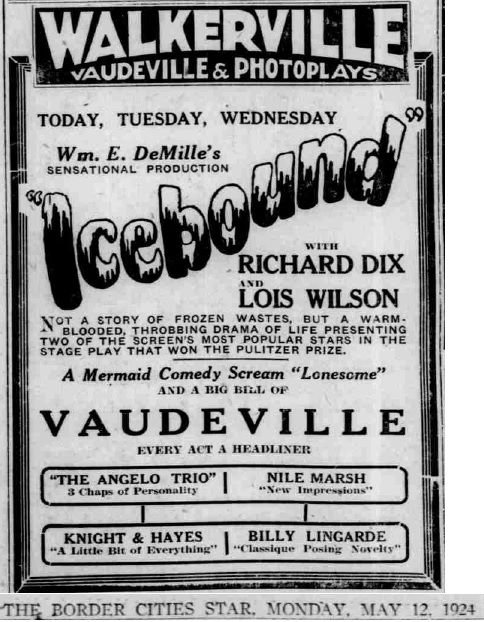 WALKERVILLE
VAUDEVILLE & PHOTOPLAYS
TODAY, TUESDAY, WEDNESDAY
Wm. E. DeMille's
SENSATIONAL PRODUCTION
"Icebound"
WITH
RICHARD DIX
AND
LOIS WILSON
NOT A STORY OF FROZEN WASTES, BUT A WARM-
BLOODED, THROBBING DRAMA OF LIFE PRESENTING
TWO OF THE SCREEN'S MOST POPULAR STARS IN THE
STAGE PLAY THAT WON THE PULITZER PRIZE.
A Mermaid Comedy Scream "Lonesome"
AND A BIG BILL OF
VAUDEVILLE
EVERY ACT A HEADLINER
"THE ANGELO TRIO"
3 Chaps of Personality
NILE MARSH
"New Impressions"
KNIGHT & HAYES
"A Little Bit of Everything"
BILLY LINGARDE
"Classique Posing Novelty"
THE BORDER CITIES STAR, MONDAY, MAY 12, 1924